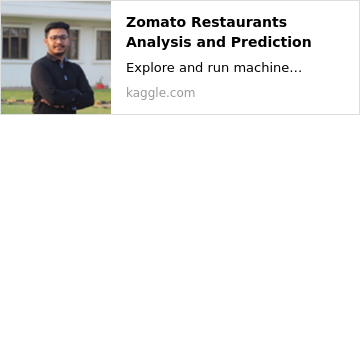 Zomato Restaurants
Analysis and Prediction
Explore and run machine...
kaggle.com